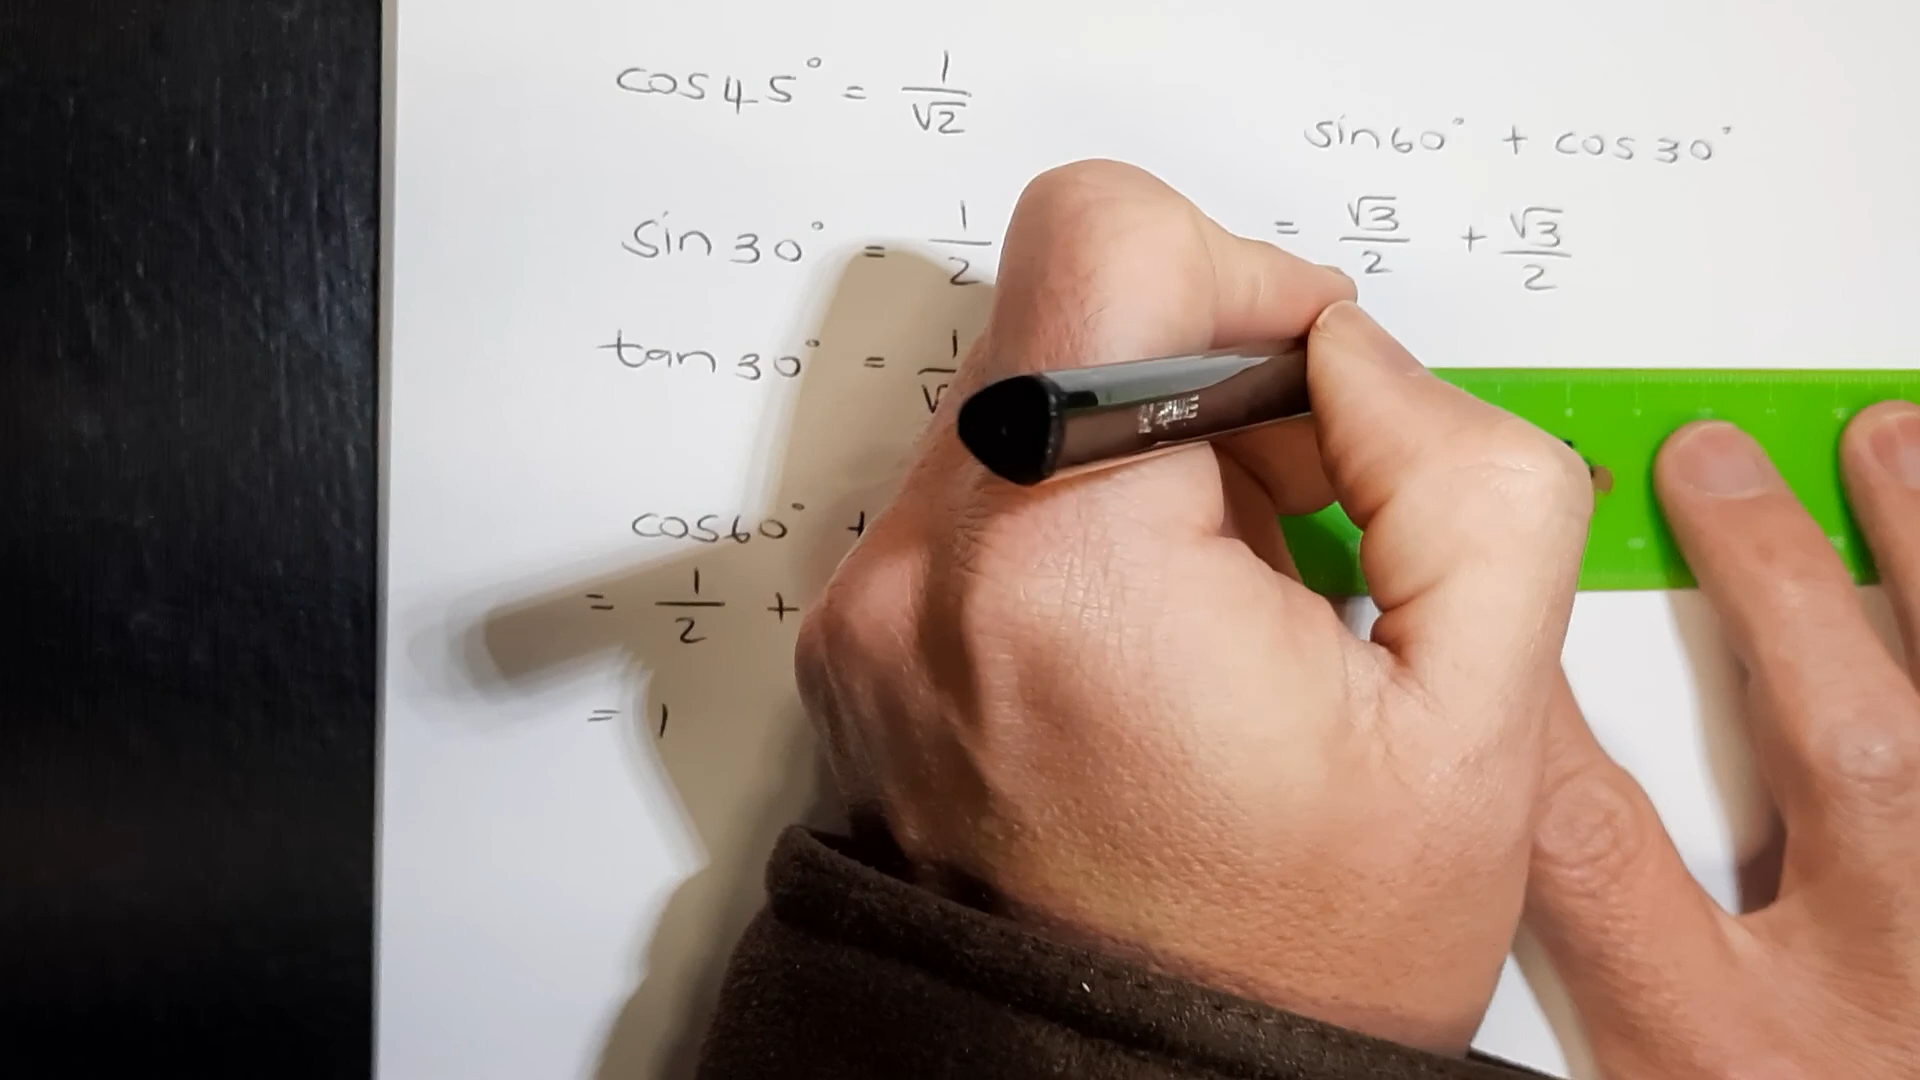 cos45° = 1/√2
sin30° = 1/2
tan30° = 1/√
cos60° +
= 1/2 +
= 1
sin60° + cos30°
= √3/2 + √3/2